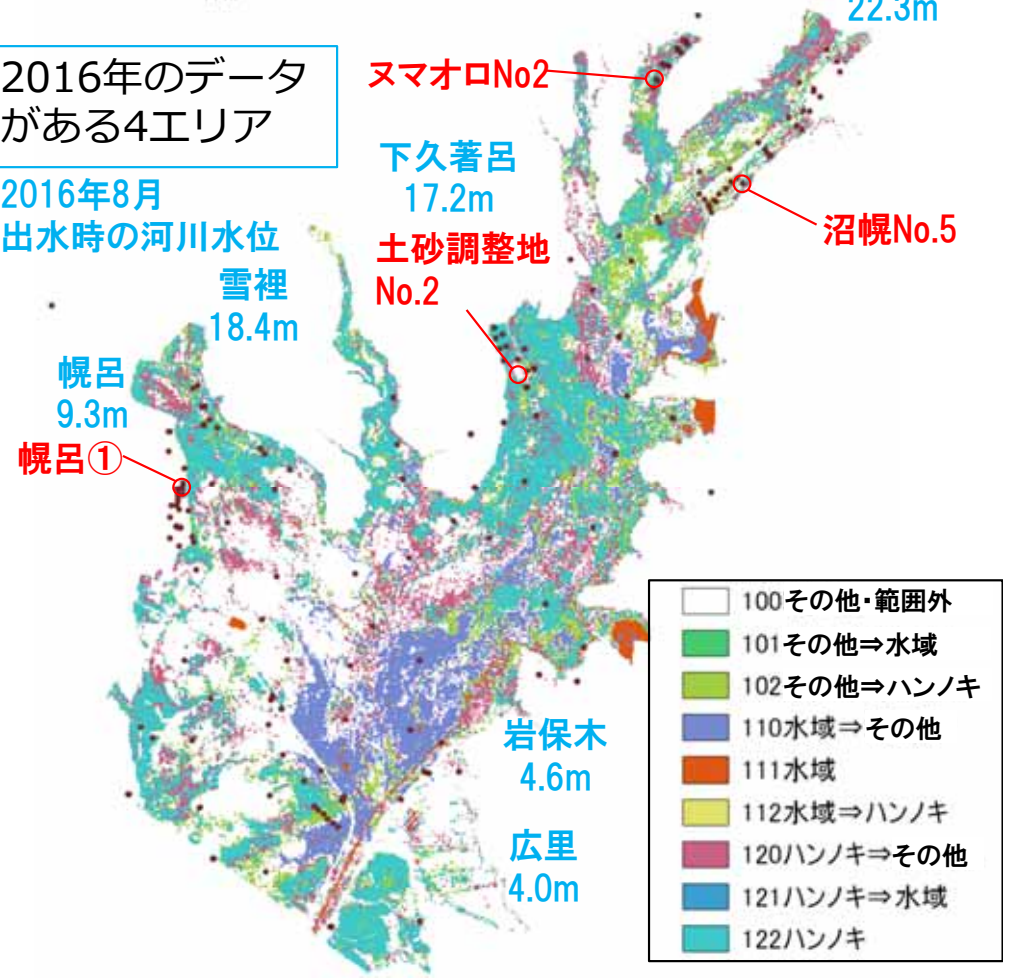 22.3m
2016年のデータ
がある4エリア
ヌマオロNo2
下久著呂
17.2m
2016年8月
出水時の河川水位
沼幌No.5
土砂調整地
No.2
雪裡
18.4m
幌呂
9.3m
幌呂①
岩保木
4.6m
広里
4.0m
100その他・範囲外
101その他⇒水域
102その他⇒ハンノキ
110水域⇒その他
111水域
112水域⇒ハンノキ
120ハンノキ⇒その他
121ハンノキ⇒水域
122ハンノキ